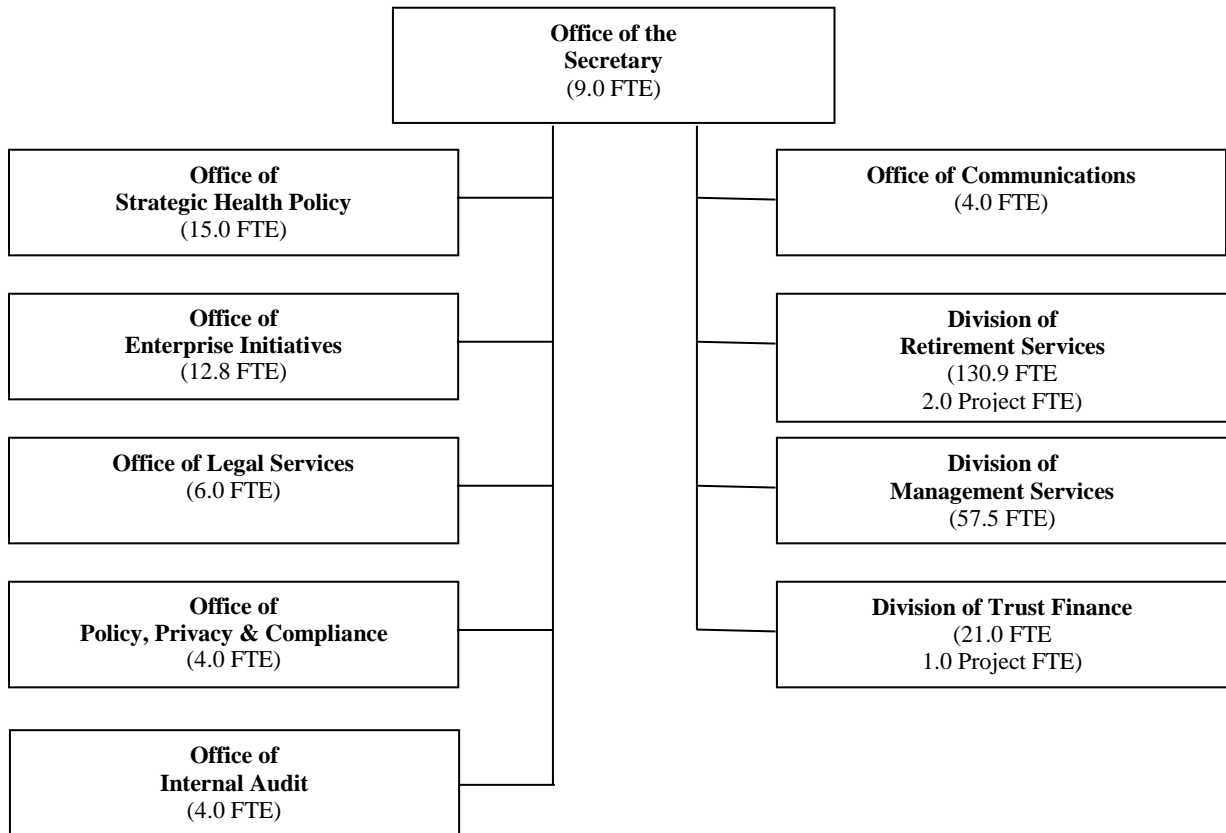 Office of the
Secretary
(9.0 FTE)
Office of
Strategic Health Policy
(15.0 FTE)
Office of Communications
(4.0 FTE)
Office of
Enterprise Initiatives
(12.8 FTE)
Division of
Retirement Services
(130.9 FTE
2.0 Project FTE)
Office of Legal Services
(6.0 FTE)
Division of
Management Services
(57.5 FTE)
Office of
Policy, Privacy & Compliance
(4.0 FTE)
Division of Trust Finance
(21.0 FTE
1.0 Project FTE)
Office of
Internal Audit
(4.0 FTE)